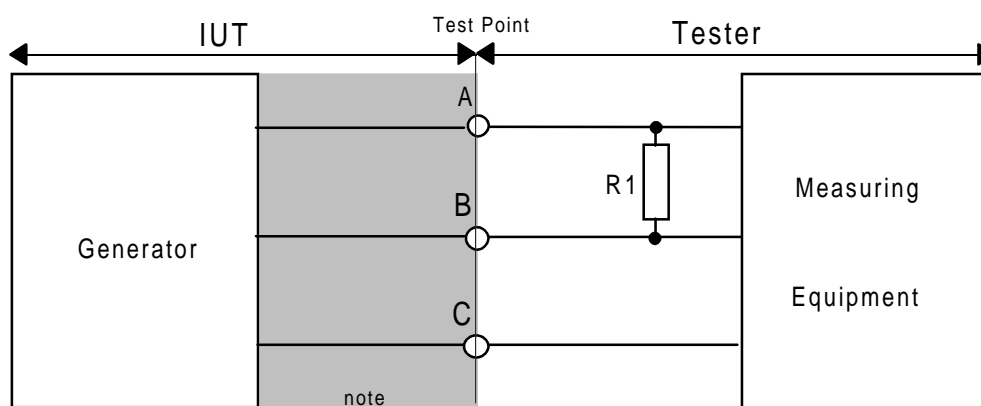 IUT
Test Point
Tester
A
R1
Measuring
B
Generator
Equipment
C
note